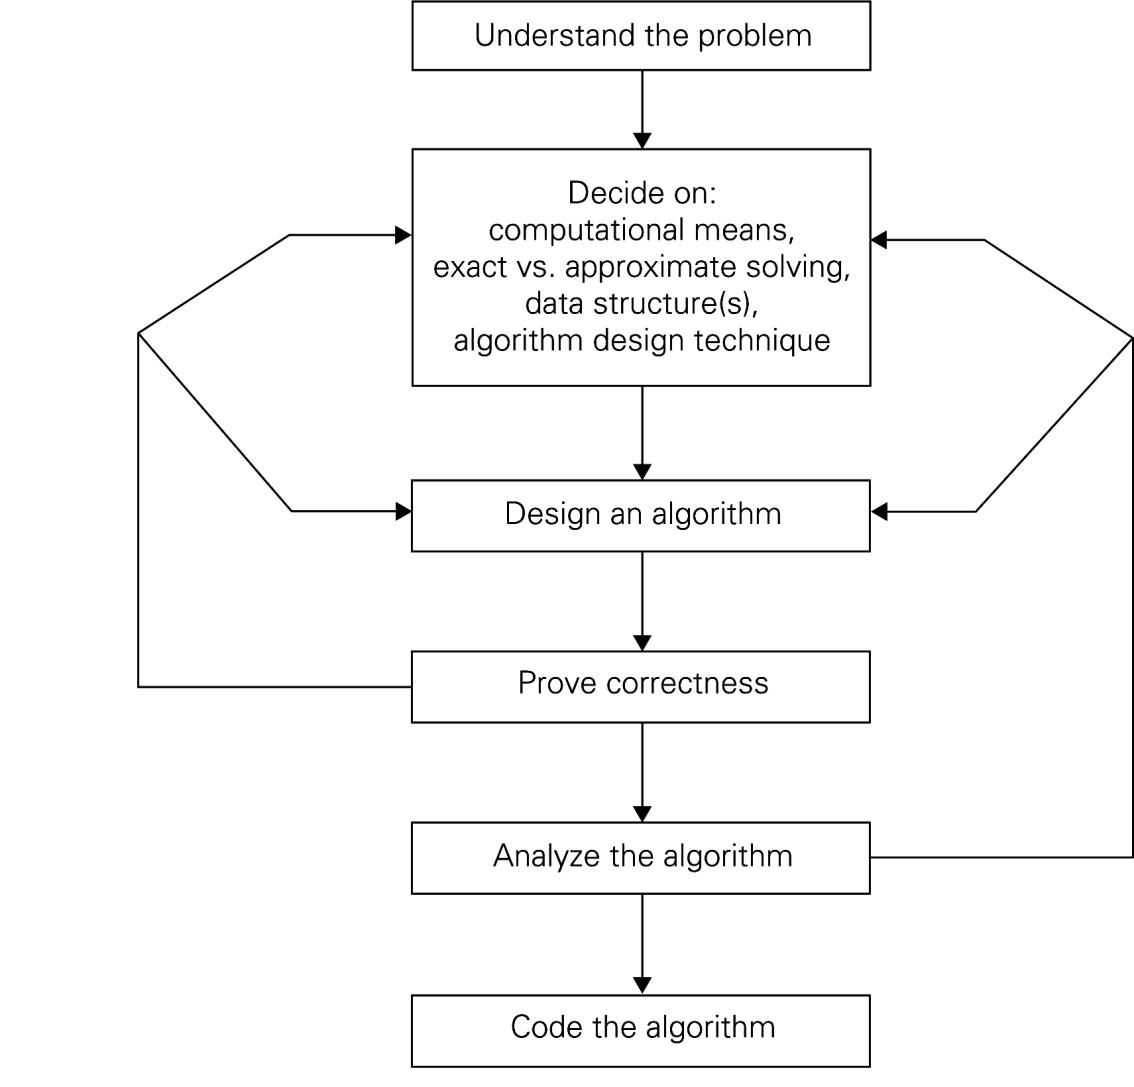 Understand the problem
Decide on:
computational means,
exact vs. approximate solving,
data structure(s),
algorithm design technique
Design an algorithm
Prove correctness
Analyze the algorithm
Code the algorithm